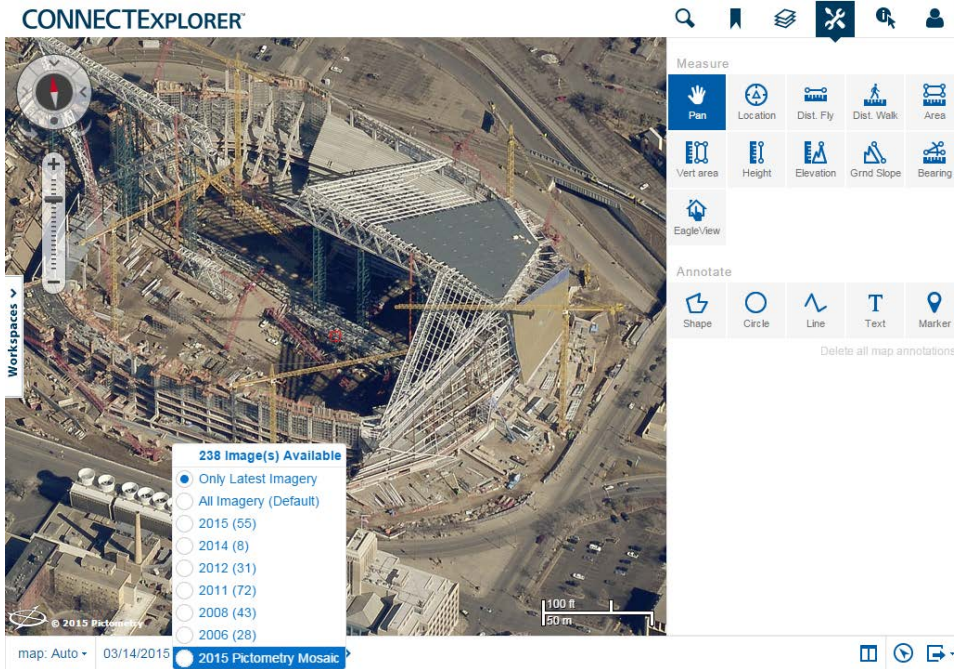 CONNECTEXPLORER™
Measure
Pan
Location
Dist. Fly
Dist. Walk
Area
Vert area
Height
Elevation
Grnd Slope
Bearing
EagleView
Annotate
Shape
Circle
Line
Text
Marker
Delete all map annotations
Workspaces
238 Image(s) Available
Only Latest Imagery
All Imagery (Default)
2015 (55)
2014 (8)
2012 (31)
2011 (72)
2008 (43)
2006 (28)
2015 Pictometry Mosaic
© 2015 Pictometry
100 ft
50 m
map: Auto
03/14/2015